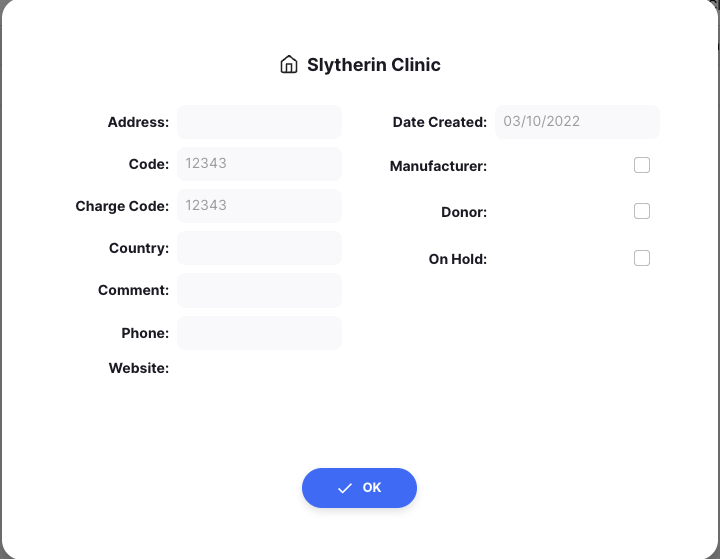 Slytherin Clinic
Address:
Code: 12343
Charge Code: 12343
Country:
Comment:
Phone:
Website:
Date Created: 03/10/2022
Manufacturer:
Donor:
On Hold:
OK